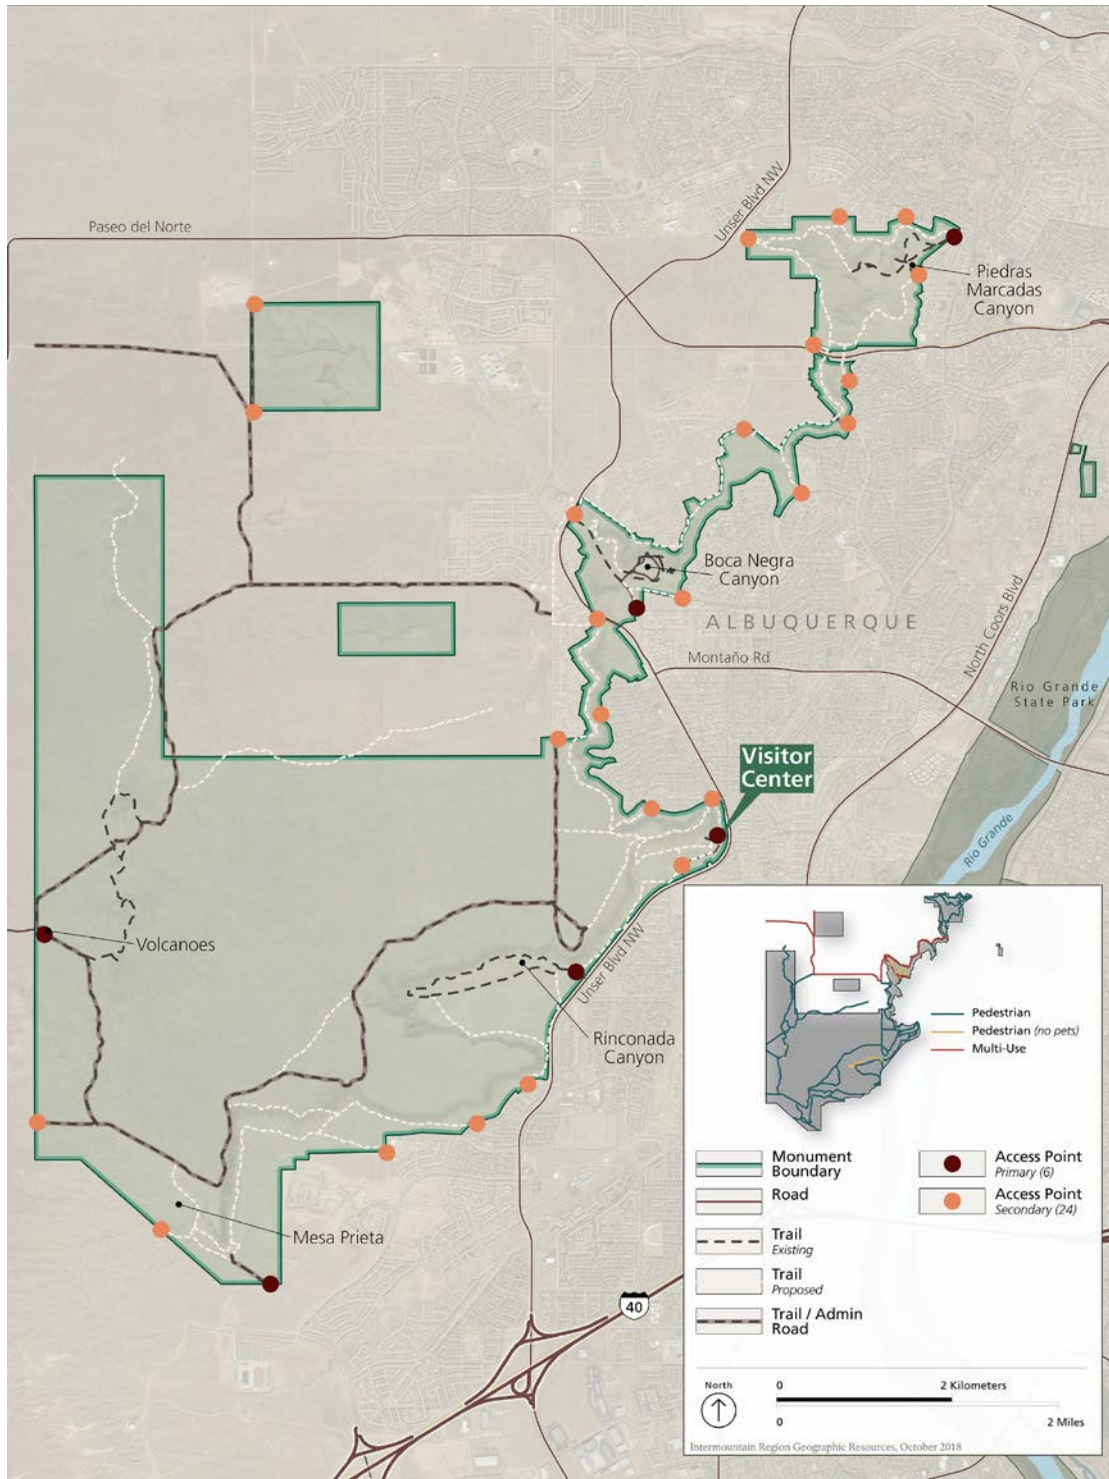 Unser Blvd NW
Paseo del Norte
Piedras
Marcadas
Canyon
Boca Negra
Canyon
ALBUQUERQUE
North Coors Blvd
Montaño Rd
Rio Grande
State Park
Visitor
Center
Rio Grande
Volcanoes
Unser Blvd NW
Rinconada
Canyon
Mesa Prieta
40
Pedestrian
Pedestrian (no pets)
Multi-Use
Monument
Boundary
Road
Trail
Existing
Trail
Proposed
Trail / Admin
Road
Access Point
Primary (6)
Access Point
Secondary (24)
North
0 2 Kilometers
0 2 Miles
Intermountain Region Geographic Resources, October 2018